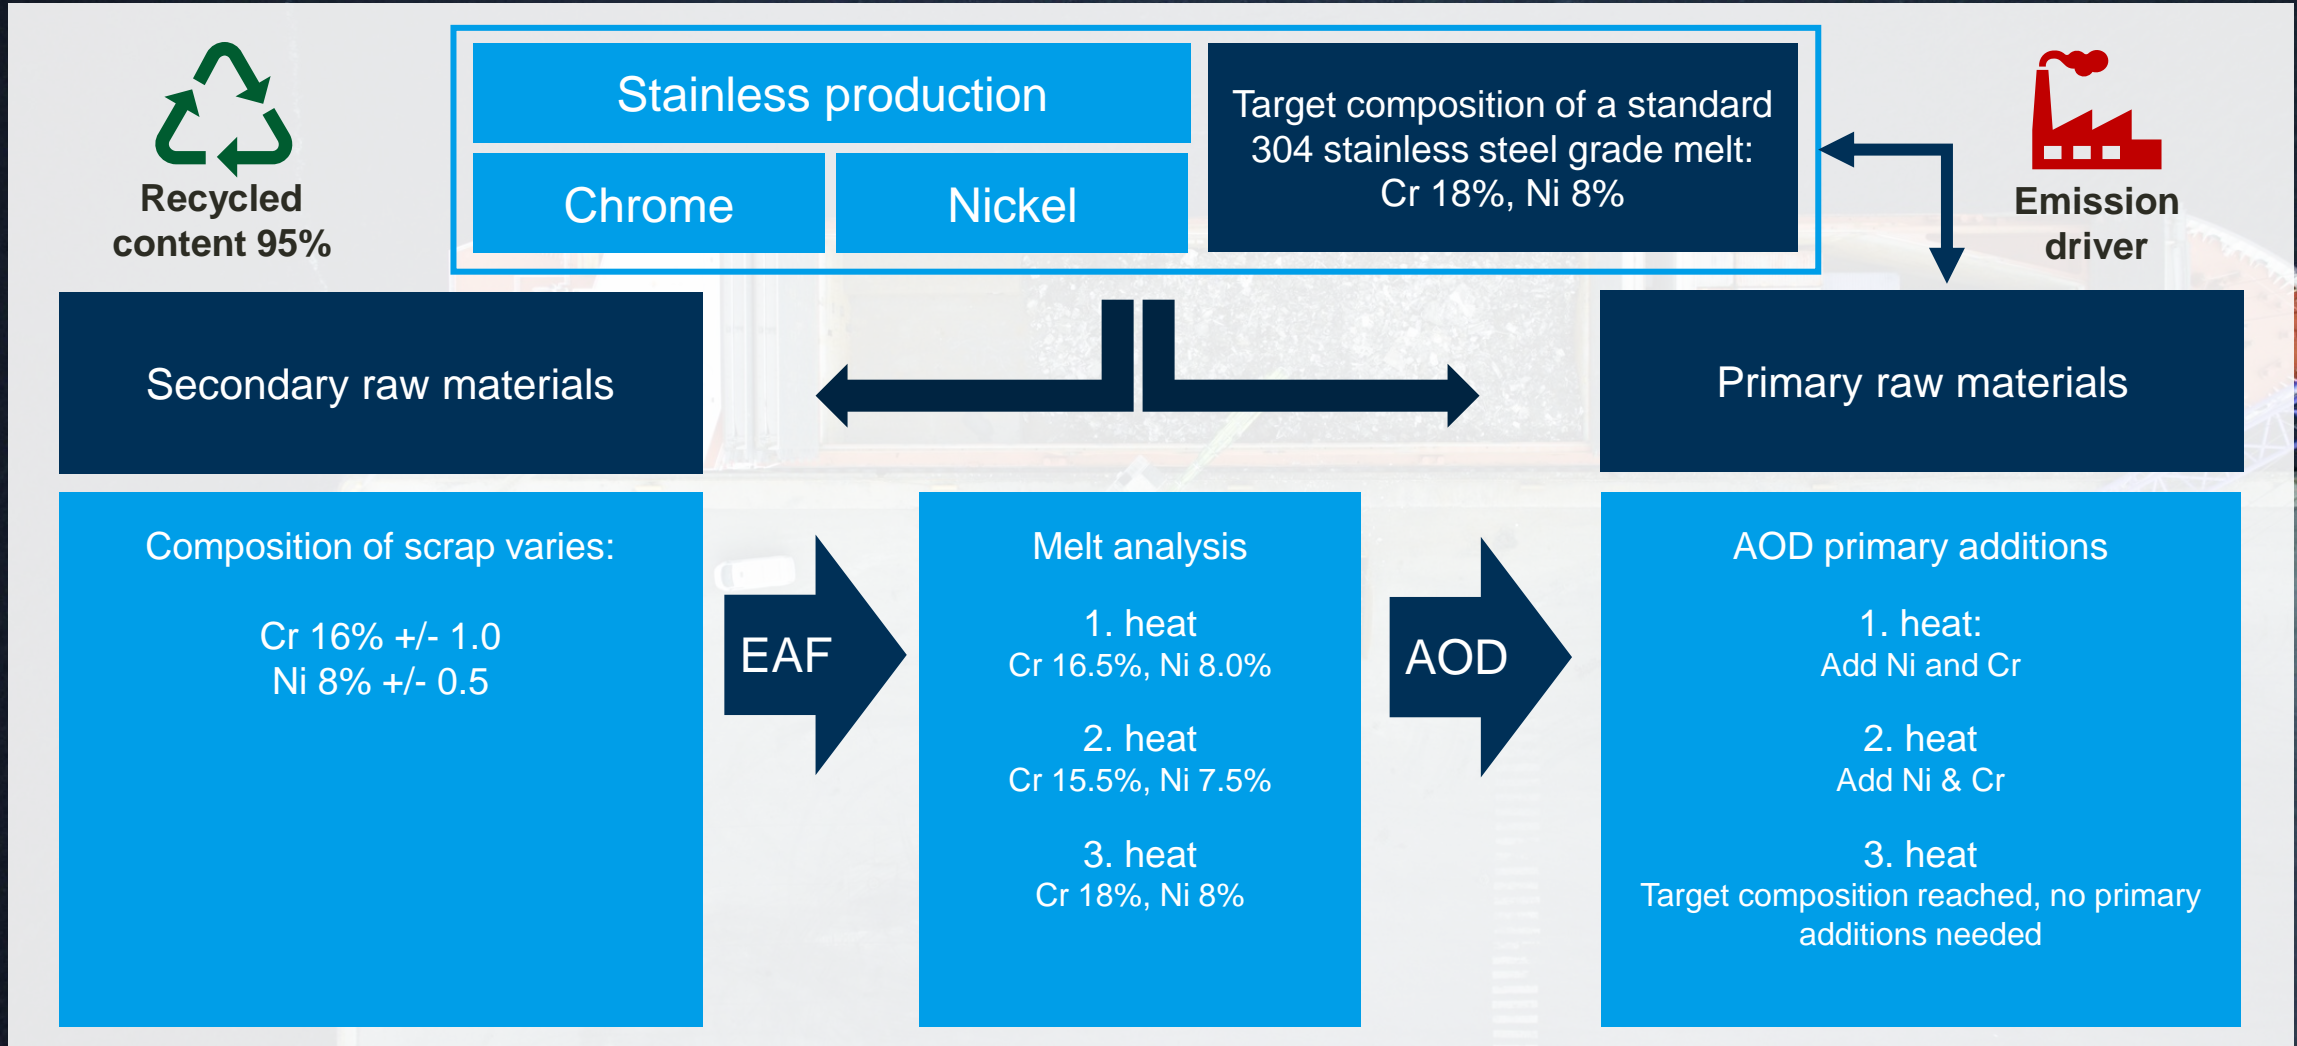 Recycled
content 95%
Stainless production
Chrome
Nickel
Target composition of a standard
304 stainless steel grade melt:
Cr 18%, Ni 8%
Emission
driver
Secondary raw materials
Primary raw materials
Composition of scrap varies:
Cr 16% +/- 1.0
Ni 8% +/- 0.5
EAF
Melt analysis
1. heat
Cr 16.5%, Ni 8.0%
2. heat
Cr 15.5%, Ni 7.5%
3. heat
Cr 18%, Ni 8%
AOD
AOD primary additions
1. heat:
Add Ni and Cr
2. heat
Add Ni & Cr
3. heat
Target composition reached, no primary
additions needed